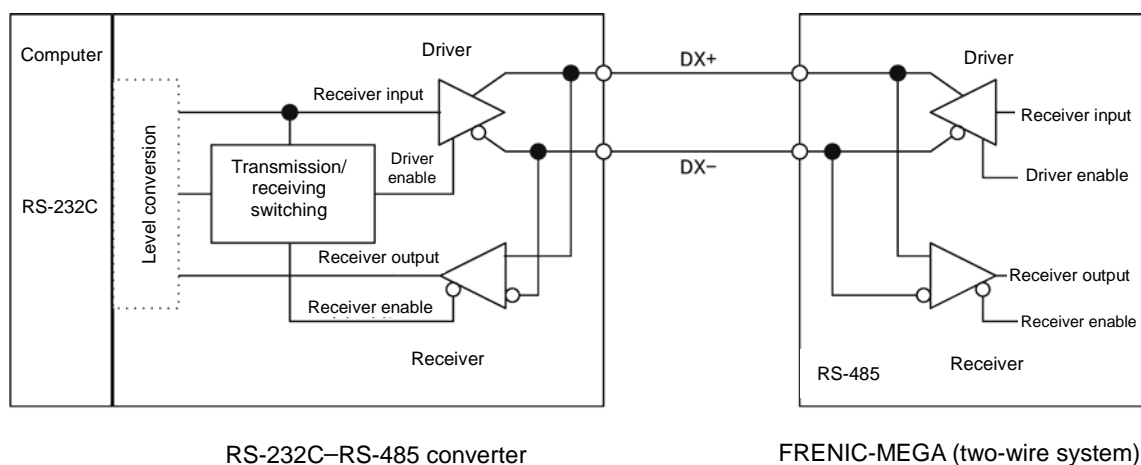 Computer
RS-232C
Level conversion
Driver
Receiver input
Transmission/
receiving
switching
Driver
enable
Receiver output
Receiver enable
Receiver
DX+
DX−
Driver
Receiver input
Driver enable
Receiver output
Receiver enable
RS-485
Receiver
RS-232C−RS-485 converter
FRENIC-MEGA (two-wire system)